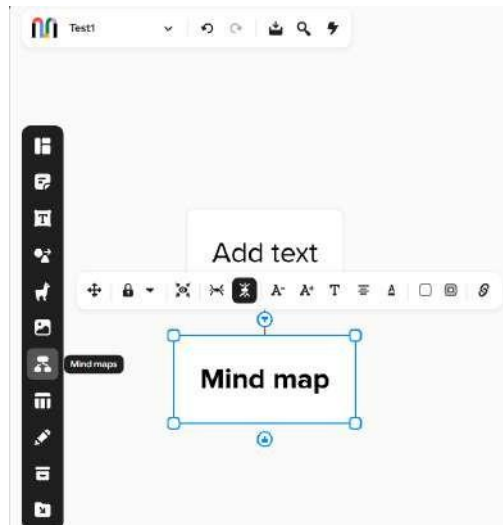 Test1
Add text
A- A+ T A
Mind maps
Mind map